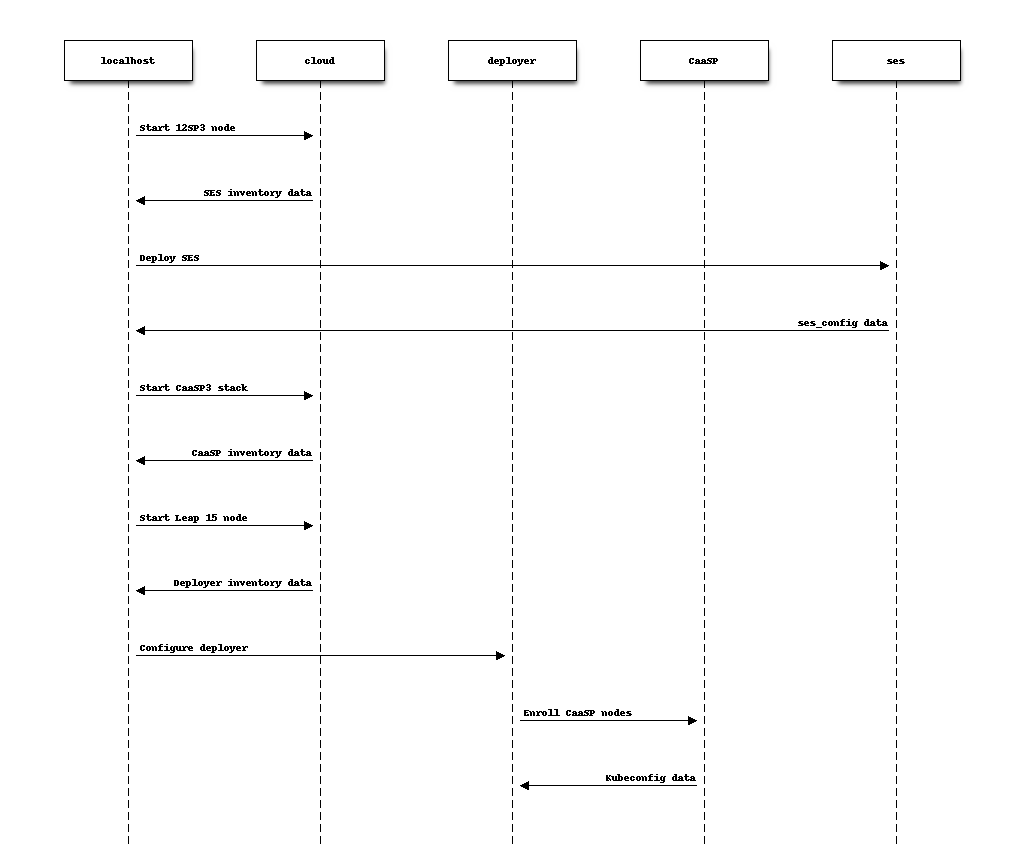 localhost
cloud
deployer
CaaSP
ses
Start 12SP3 node
SES inventory data
Deploy SES
ses_config data
Start CaaSP3 stack
CaaSP inventory data
Start Leap 15 node
Deployer inventory data
Configure deployer
Enroll CaaSP nodes
Kubeconfig data